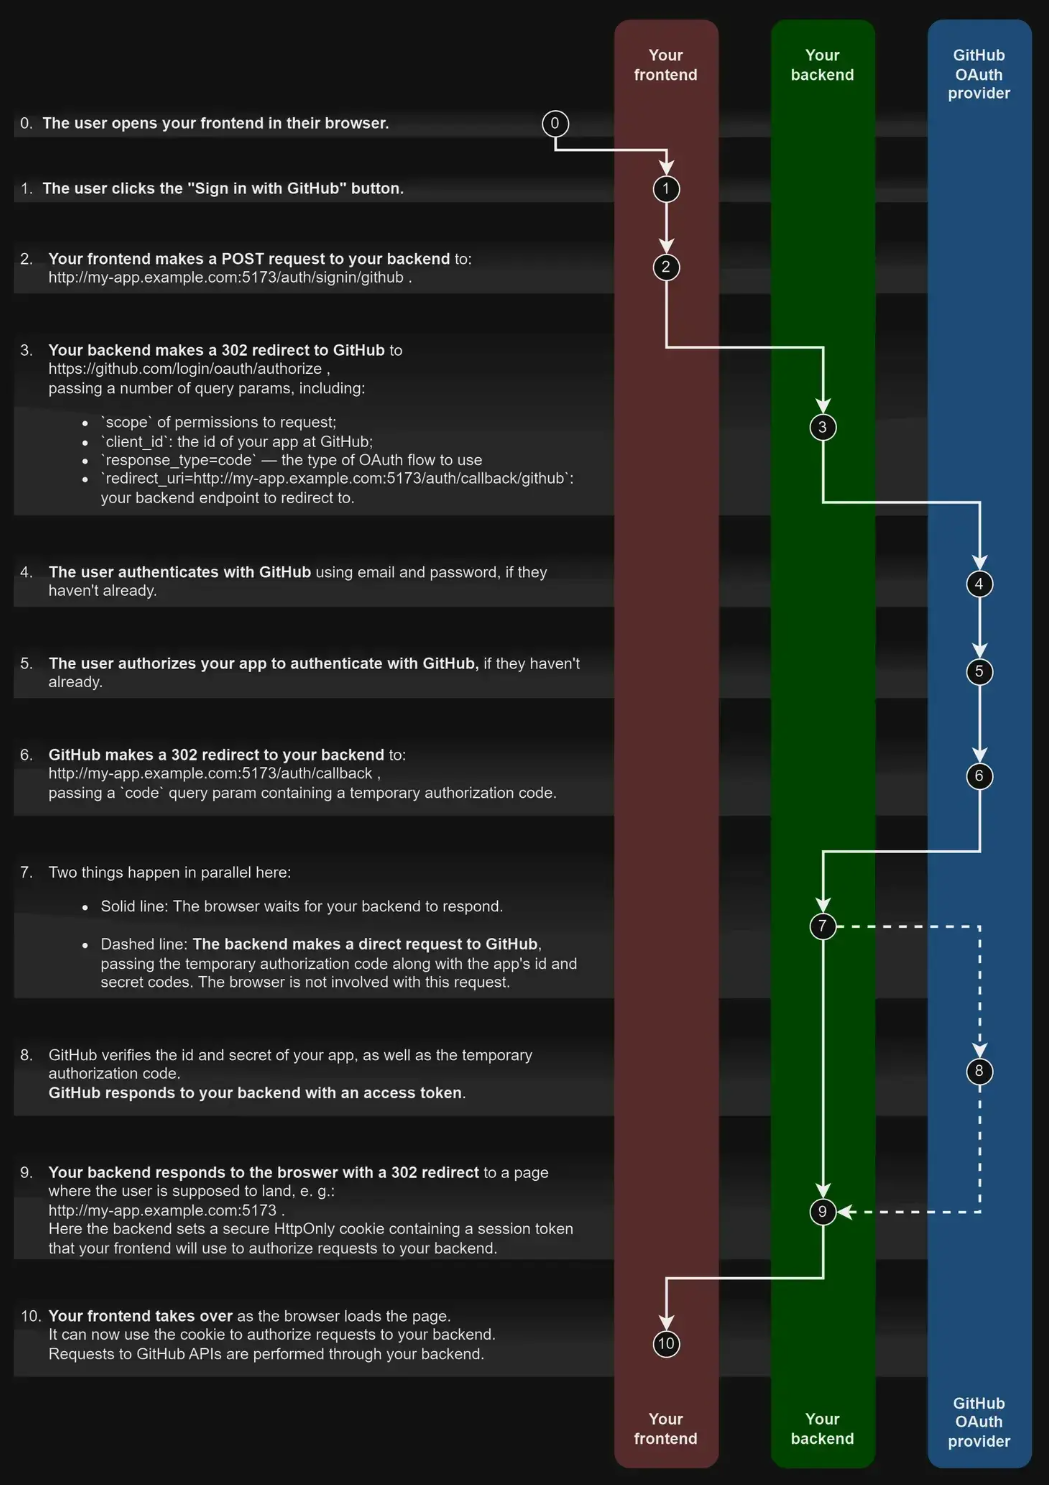 Your
frontend
Your
backend
GitHub
OAuth
provider
0. The user opens your frontend in their browser.
0
1. The user clicks the "Sign in with GitHub" button.
1
2. Your frontend makes a POST request to your backend to:
http://my-app.example.com:5173/auth/signin/github .
2
3. Your backend makes a 302 redirect to GitHub to
https://github.com/login/oauth/authorize ,
passing a number of query params, including:
• `scope` of permissions to request;
• `client_id`: the id of your app at GitHub;
• `response_type=code` — the type of OAuth flow to use
• `redirect_uri=http://my-app.example.com:5173/auth/callback/github`:
your backend endpoint to redirect to.
3
4. The user authenticates with GitHub using email and password, if they
haven't already.
4
5. The user authorizes your app to authenticate with GitHub, if they haven't
already.
5
6. GitHub makes a 302 redirect to your backend to:
http://my-app.example.com:5173/auth/callback ,
passing a `code` query param containing a temporary authorization code.
6
7. Two things happen in parallel here:
• Solid line: The browser waits for your backend to respond.
• Dashed line: The backend makes a direct request to GitHub,
passing the temporary authorization code along with the app's id and
secret codes. The browser is not involved with this request.
7
8. GitHub verifies the id and secret of your app, as well as the temporary
authorization code.
GitHub responds to your backend with an access token.
8
9. Your backend responds to the broswer with a 302 redirect to a page
where the user is supposed to land, e. g.:
http://my-app.example.com:5173 .
Here the backend sets a secure HttpOnly cookie containing a session token
that your frontend will use to authorize requests to your backend.
9
10. Your frontend takes over as the browser loads the page.
It can now use the cookie to authorize requests to your backend.
Requests to GitHub APIs are performed through your backend.
10
Your
frontend
Your
backend
GitHub
OAuth
provider